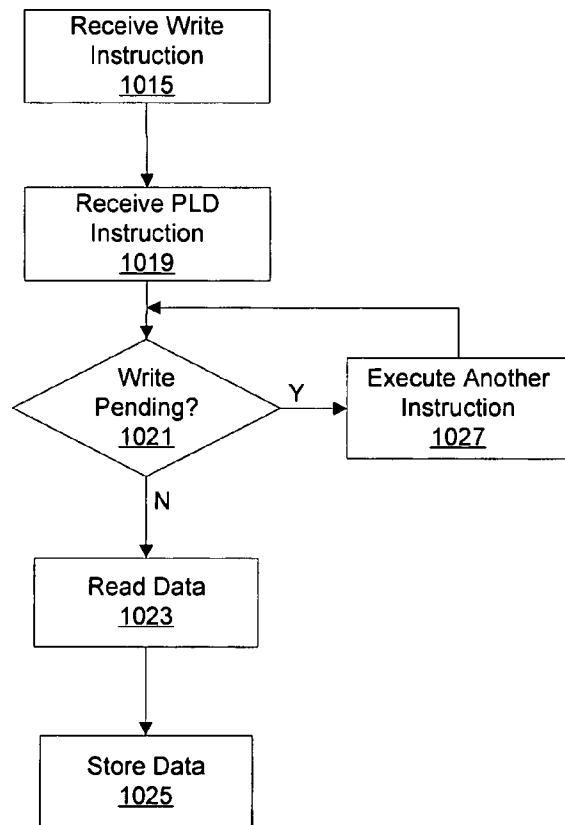 Receive Write
Instruction
1015
Receive PLD
Instruction
1019
Write
Pending?
1021
Y
Execute Another
Instruction
1027
N
Read Data
1023
Store Data
1025